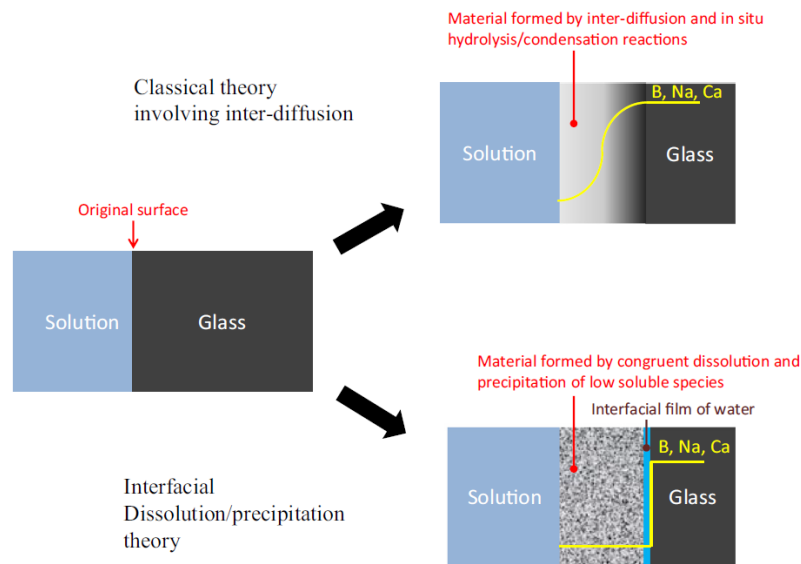 Material formed by inter-diffusion and in situ
hydrolysis/condensation reactions
Classical theory
involving inter-diffusion
B, Na, Ca
Solution
Glass
Original surface
Solution
Glass
Material formed by congruent dissolution and
precipitation of low soluble species
Interfacial film of water
B, Na, Ca
Solution
Glass
Interfacial
Dissolution/precipitation
theory